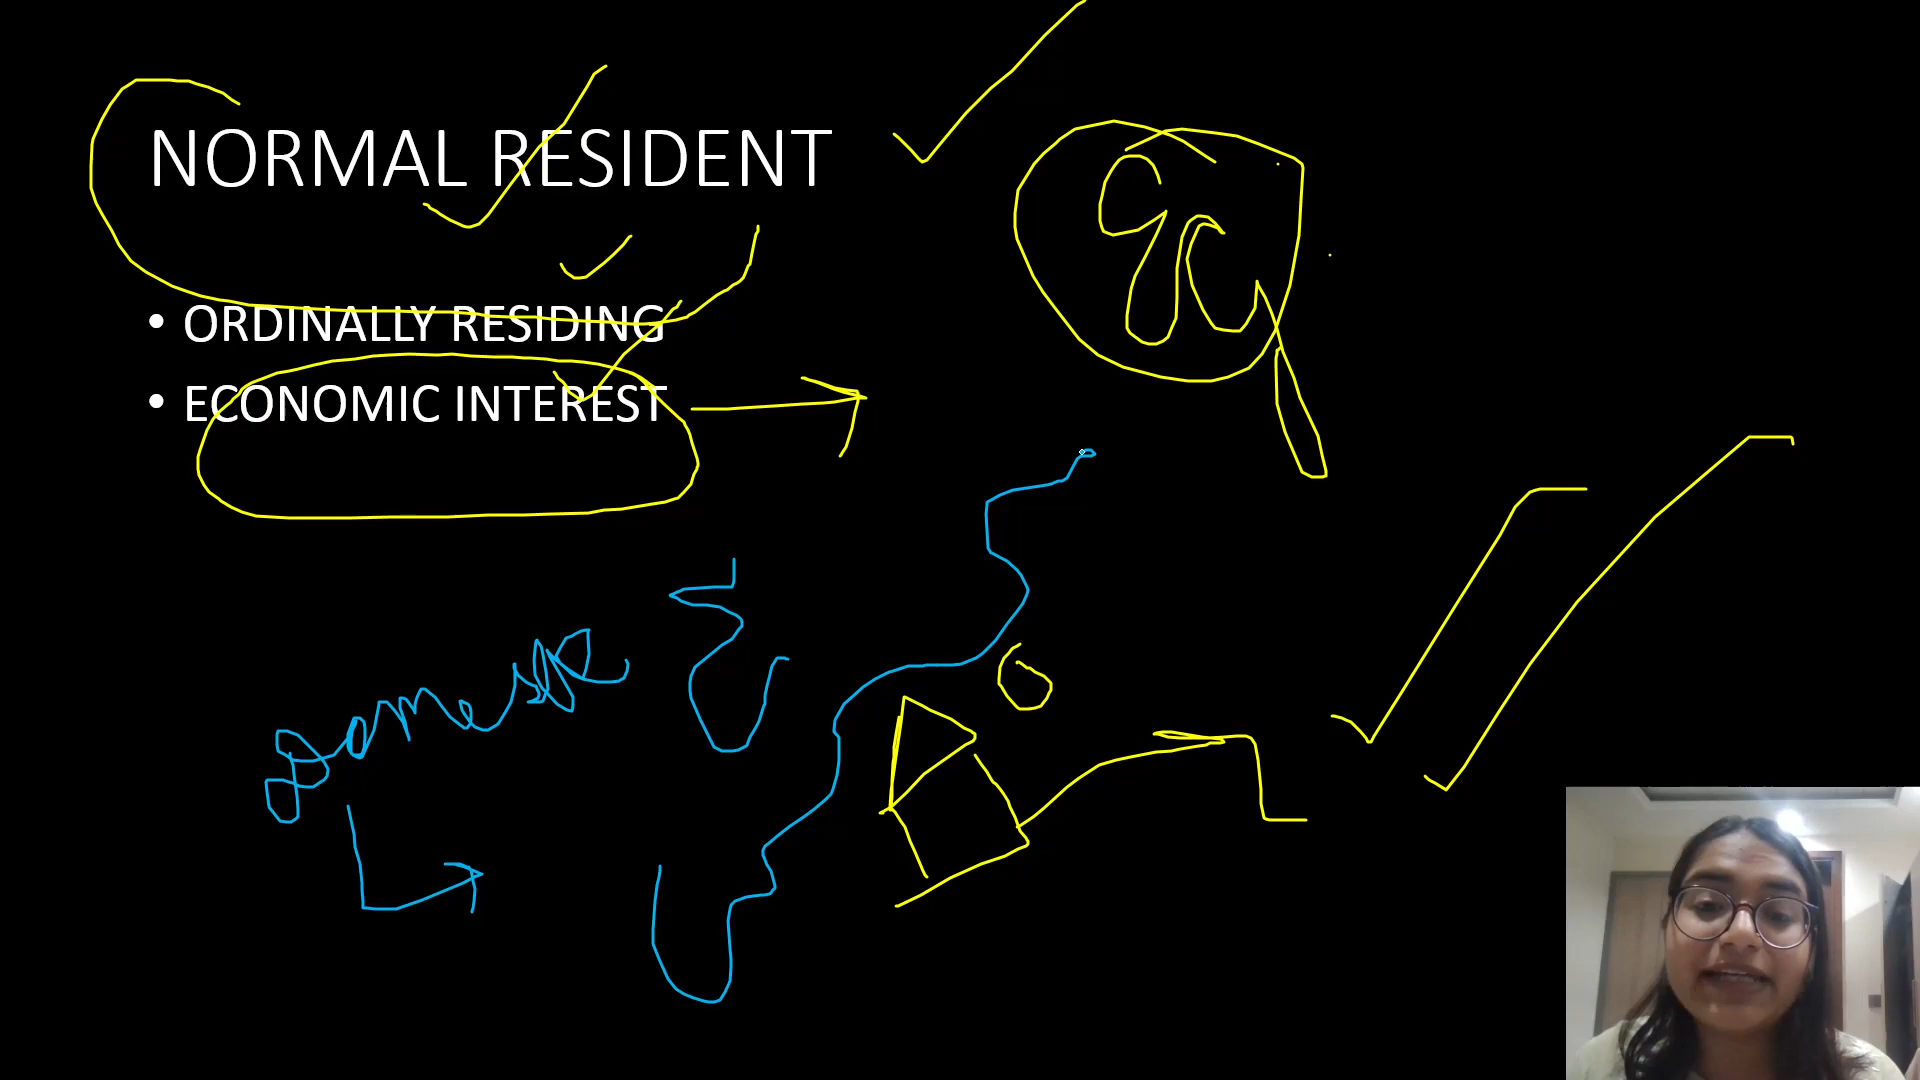 NORMAL RESIDENT
• ORDINALLY RESIDING
• ECONOMIC INTEREST